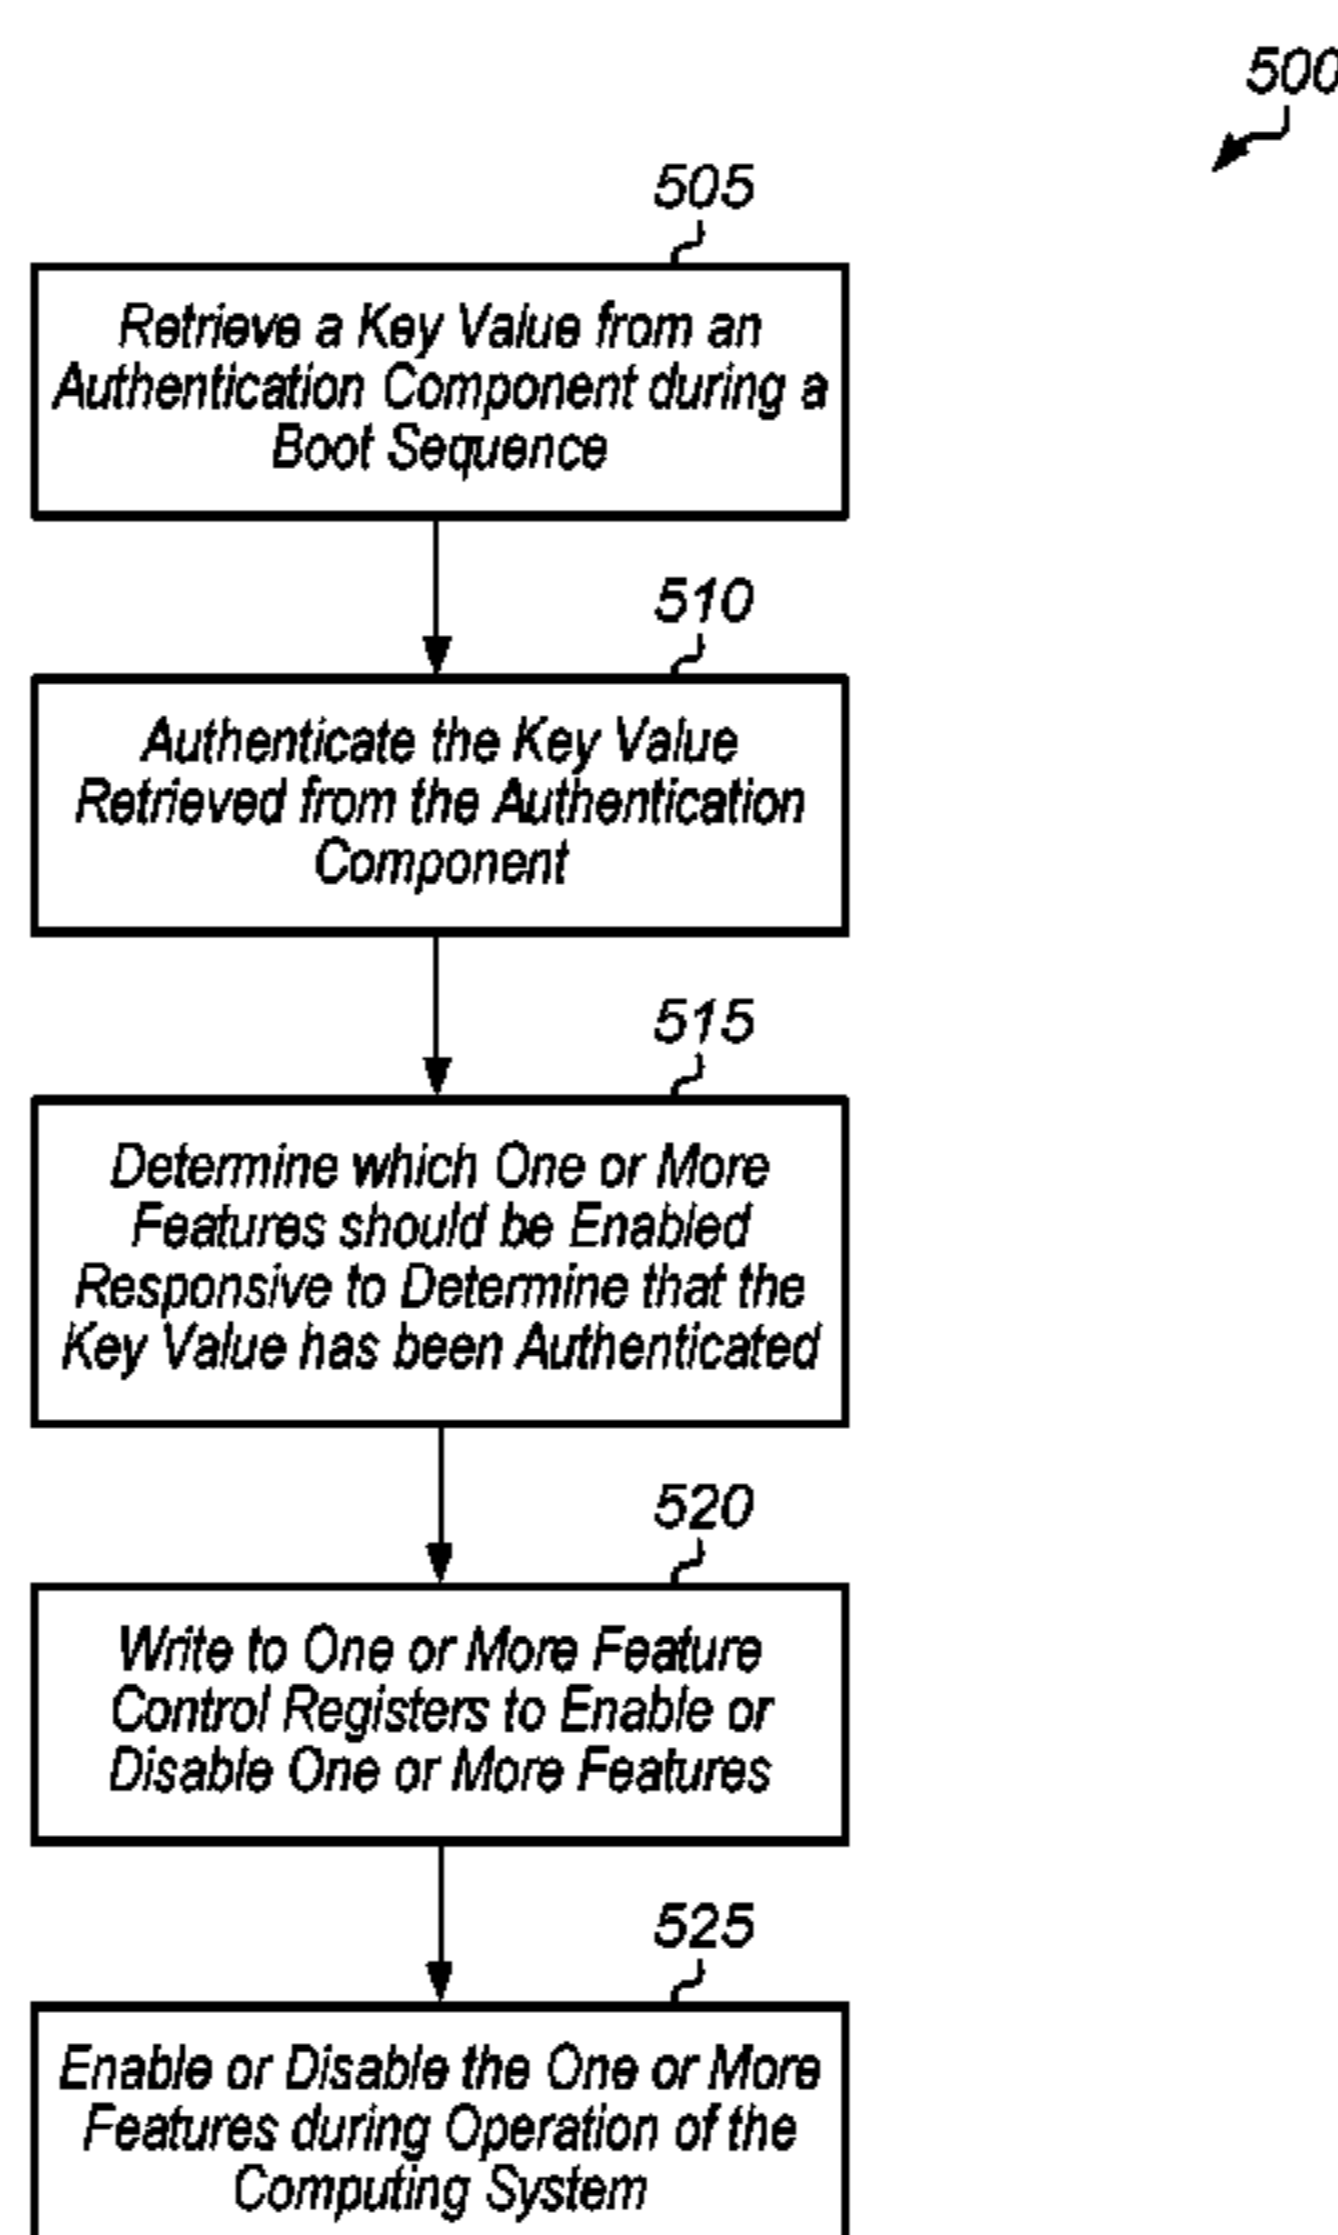 500
505
Retrieve a Key Value from an
Authentication Component during a
Boot Sequence
510
Authenticate the Key Value
Retrieved from the Authentication
Component
515
Determine which One or More
Features should be Enabled
Responsive to Determine that the
Key Value has been Authenticated
520
Write to One or More Feature
Control Registers to Enable or
Disable One or More Features
525
Enable or Disable the One or More
Features during Operation of the
Computing System